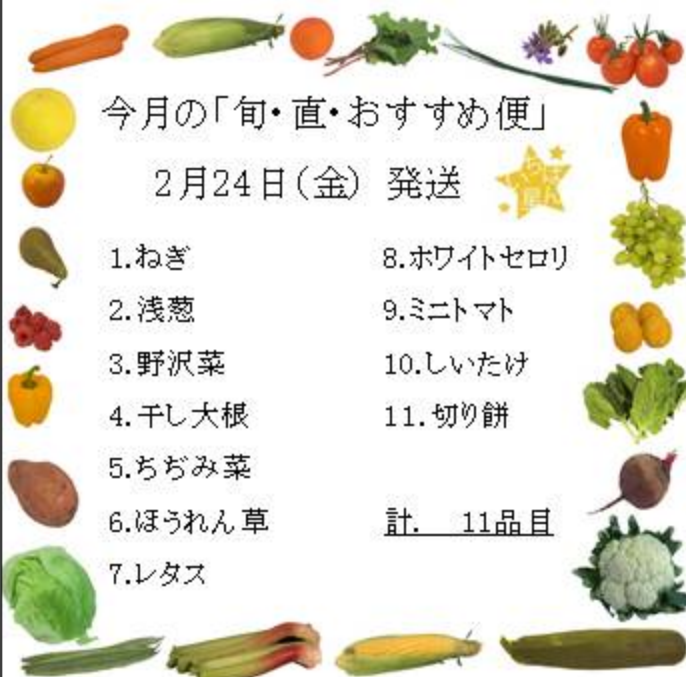 今月の「旬・直・おすすめ便」
2月24日(金) 発送
1.ねぎ
2.浅葱
3.野沢菜
4.干し大根
5.ちぢみ菜
6.ほうれん草
7.レタス
8.ホワイトセロリ
9.ミニトマト
10.しいたけ
11.切り餅
計. 11品目